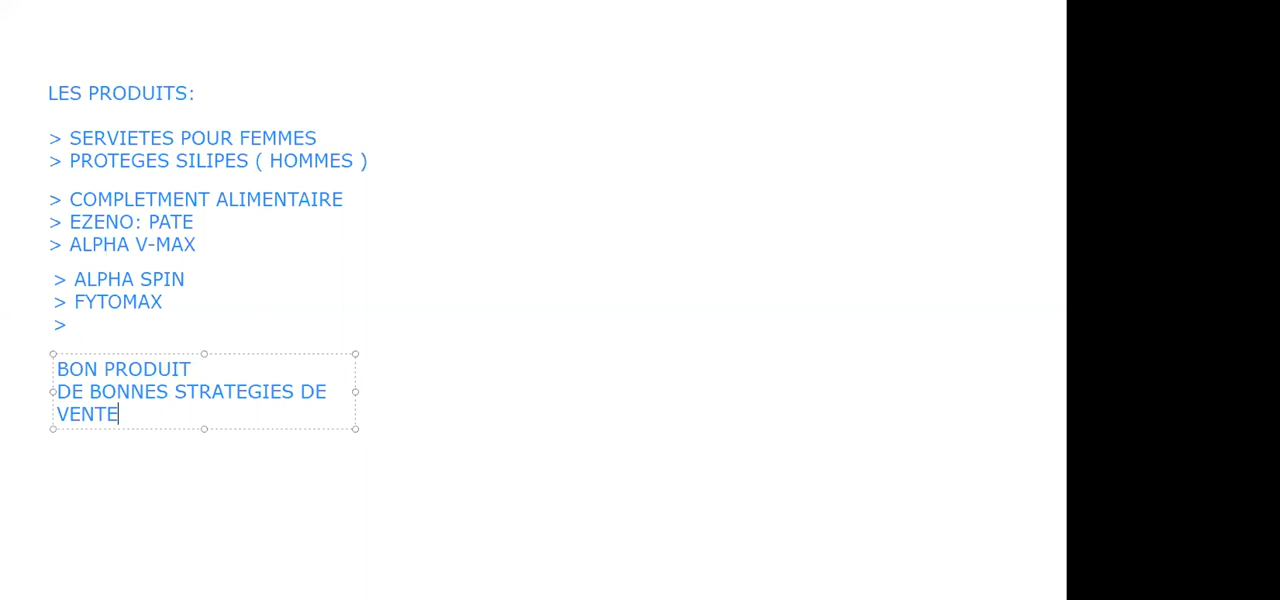 LES PRODUITS:
> SERVIETES POUR FEMMES
> PROTEGES SILIPES ( HOMMES )
> COMPLETMENT ALIMENTAIRE
> EZENO: PATE
> ALPHA V-MAX
> ALPHA SPIN
> FYTOMAX
>
BON PRODUIT
DE BONNES STRATEGIES DE
VENTE